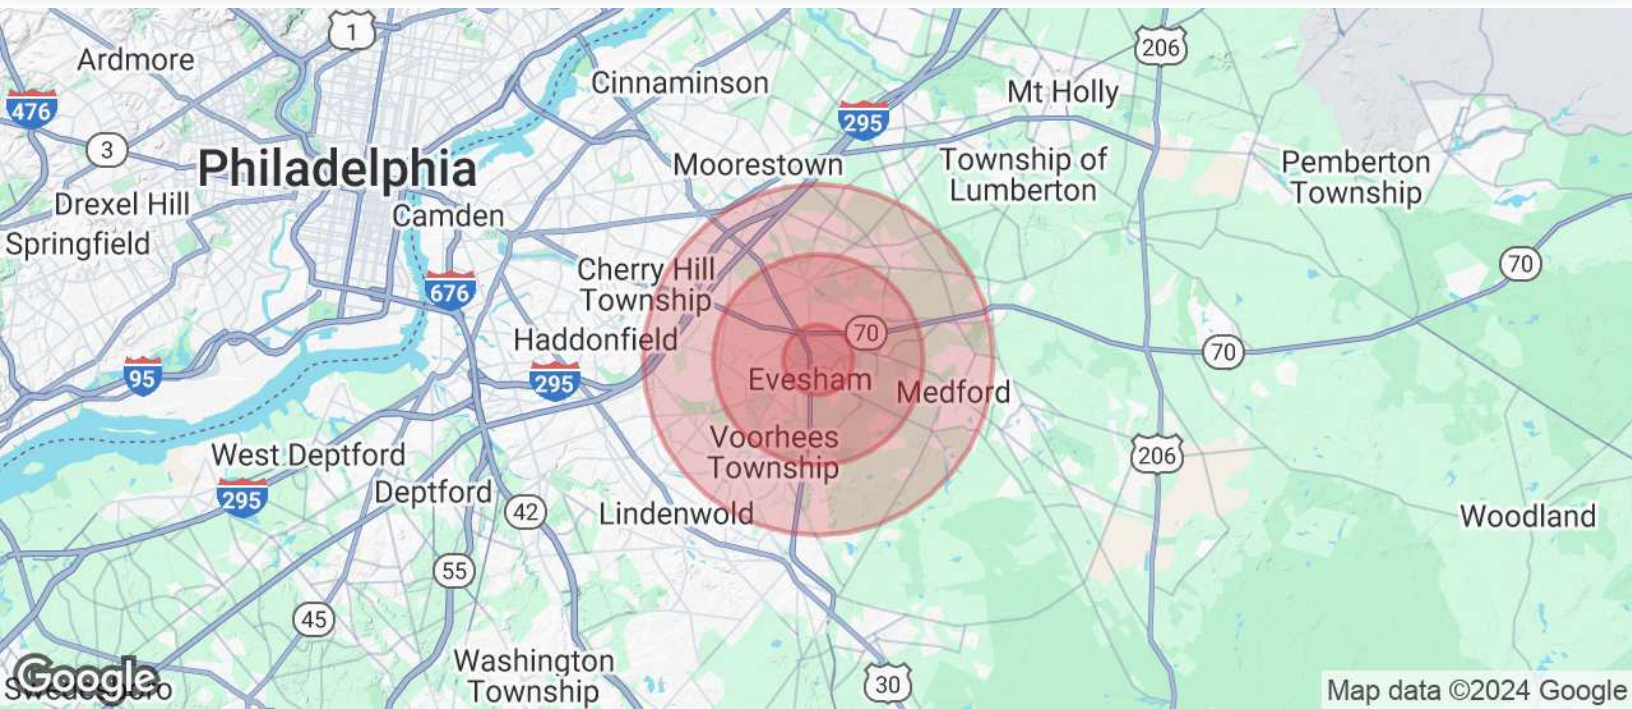 1
206
Ardmore
Cinnaminson
Mt Holly
476
295
3
Philadelphia
Moorestown
Township of
Lumberton
Pemberton
Township
Drexel Hill
Camden
Springfield
Cherry Hill
Township
70
676
Haddonfield
70
70
95
295
Evesham
Medford
Voorhees
Township
West Deptford
206
295
Deptford
42
Lindenwold
Woodland
55
45
Washington
Township
Google
30
Map data ©2024 Google